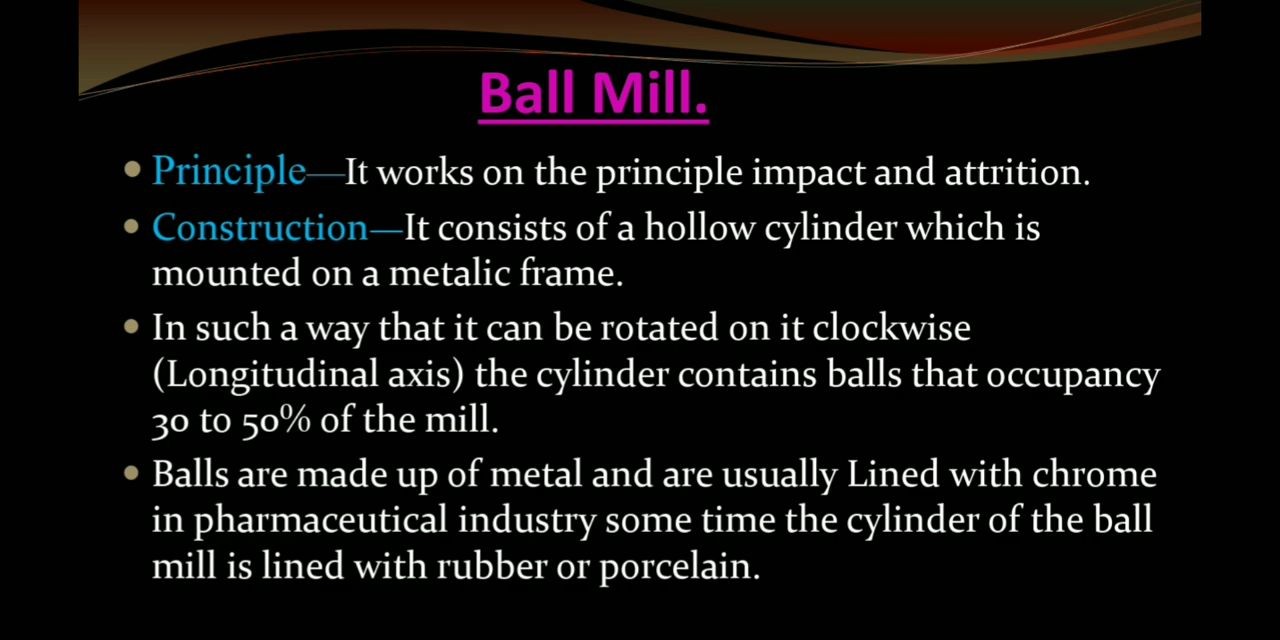 Ball Mill.
Principle—It works on the principle impact and attrition.
Construction—It consists of a hollow cylinder which is
mounted on a metalic frame.
In such a way that it can be rotated on it clockwise
(Longitudinal axis) the cylinder contains balls that occupancy
30 to 50% of the mill.
Balls are made up of metal and are usually Lined with chrome
in pharmaceutical industry some time the cylinder of the ball
mill is lined with rubber or porcelain.